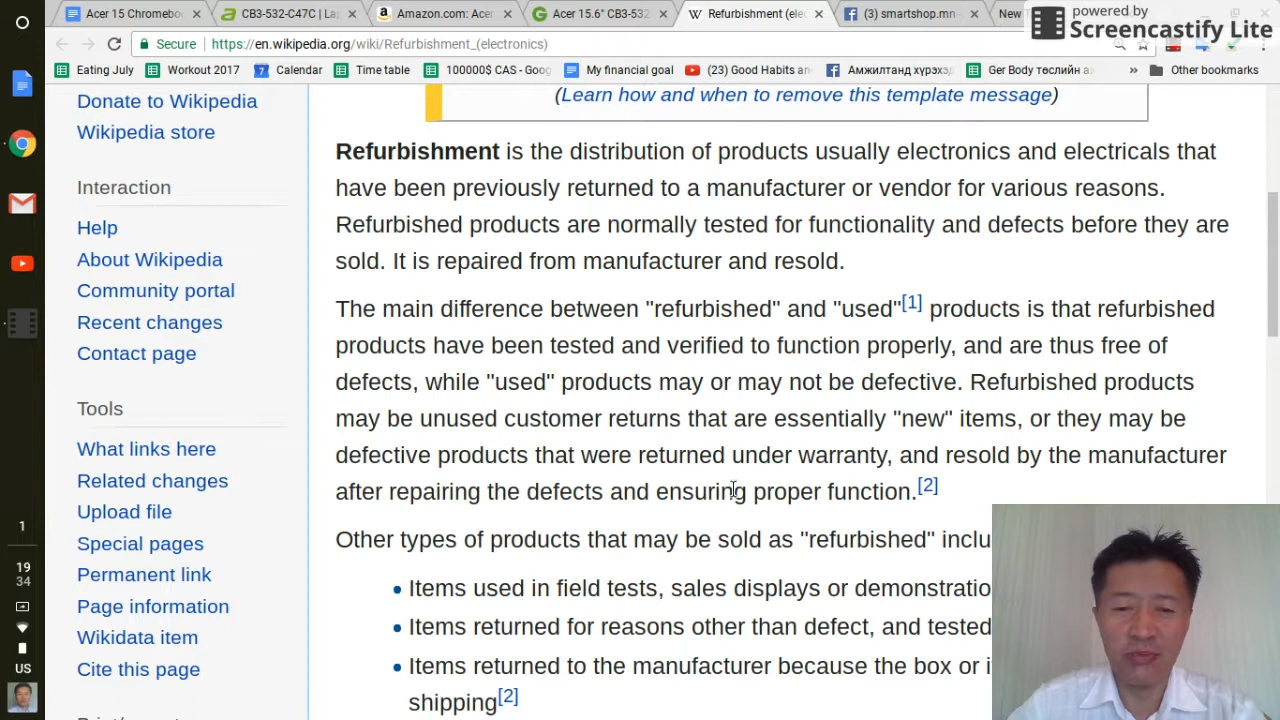 Acer 15 Chromeboo
CB3-532-C47C | La
Amazon.com: Acer
Acer 15.6" CB3-532
Refurbishment (elec
(3) smartshop.mn -
New T
powered by
Screencastify Lite
Secure
https://en.wikipedia.org/wiki/Refurbishment_(electronics)
Eating July
Workout 2017
Calendar
Time table
100000$ CAS - Goog
My financial goal
(23) Good Habits an
Амжилтанд хүрэхэд
Ger Body төслийн а
»
Other bookmarks
Donate to Wikipedia
Wikipedia store
Interaction
Help
About Wikipedia
Community portal
Recent changes
Contact page
Tools
What links here
Related changes
Upload file
Special pages
Permanent link
Page information
Wikidata item
Cite this page
(Learn how and when to remove this template message)
Refurbishment is the distribution of products usually electronics and electricals that
have been previously returned to a manufacturer or vendor for various reasons.
Refurbished products are normally tested for functionality and defects before they are
sold. It is repaired from manufacturer and resold.
The main difference between "refurbished" and "used"[1] products is that refurbished
products have been tested and verified to function properly, and are thus free of
defects, while "used" products may or may not be defective. Refurbished products
may be unused customer returns that are essentially "new" items, or they may be
defective products that were returned under warranty, and resold by the manufacturer
after repairing the defects and ensuring proper function.[2]
Other types of products that may be sold as "refurbished" inclu
Items used in field tests, sales displays or demonstratio
Items returned for reasons other than defect, and tested
Items returned to the manufacturer because the box or i
shipping[2]
1
19
34
US